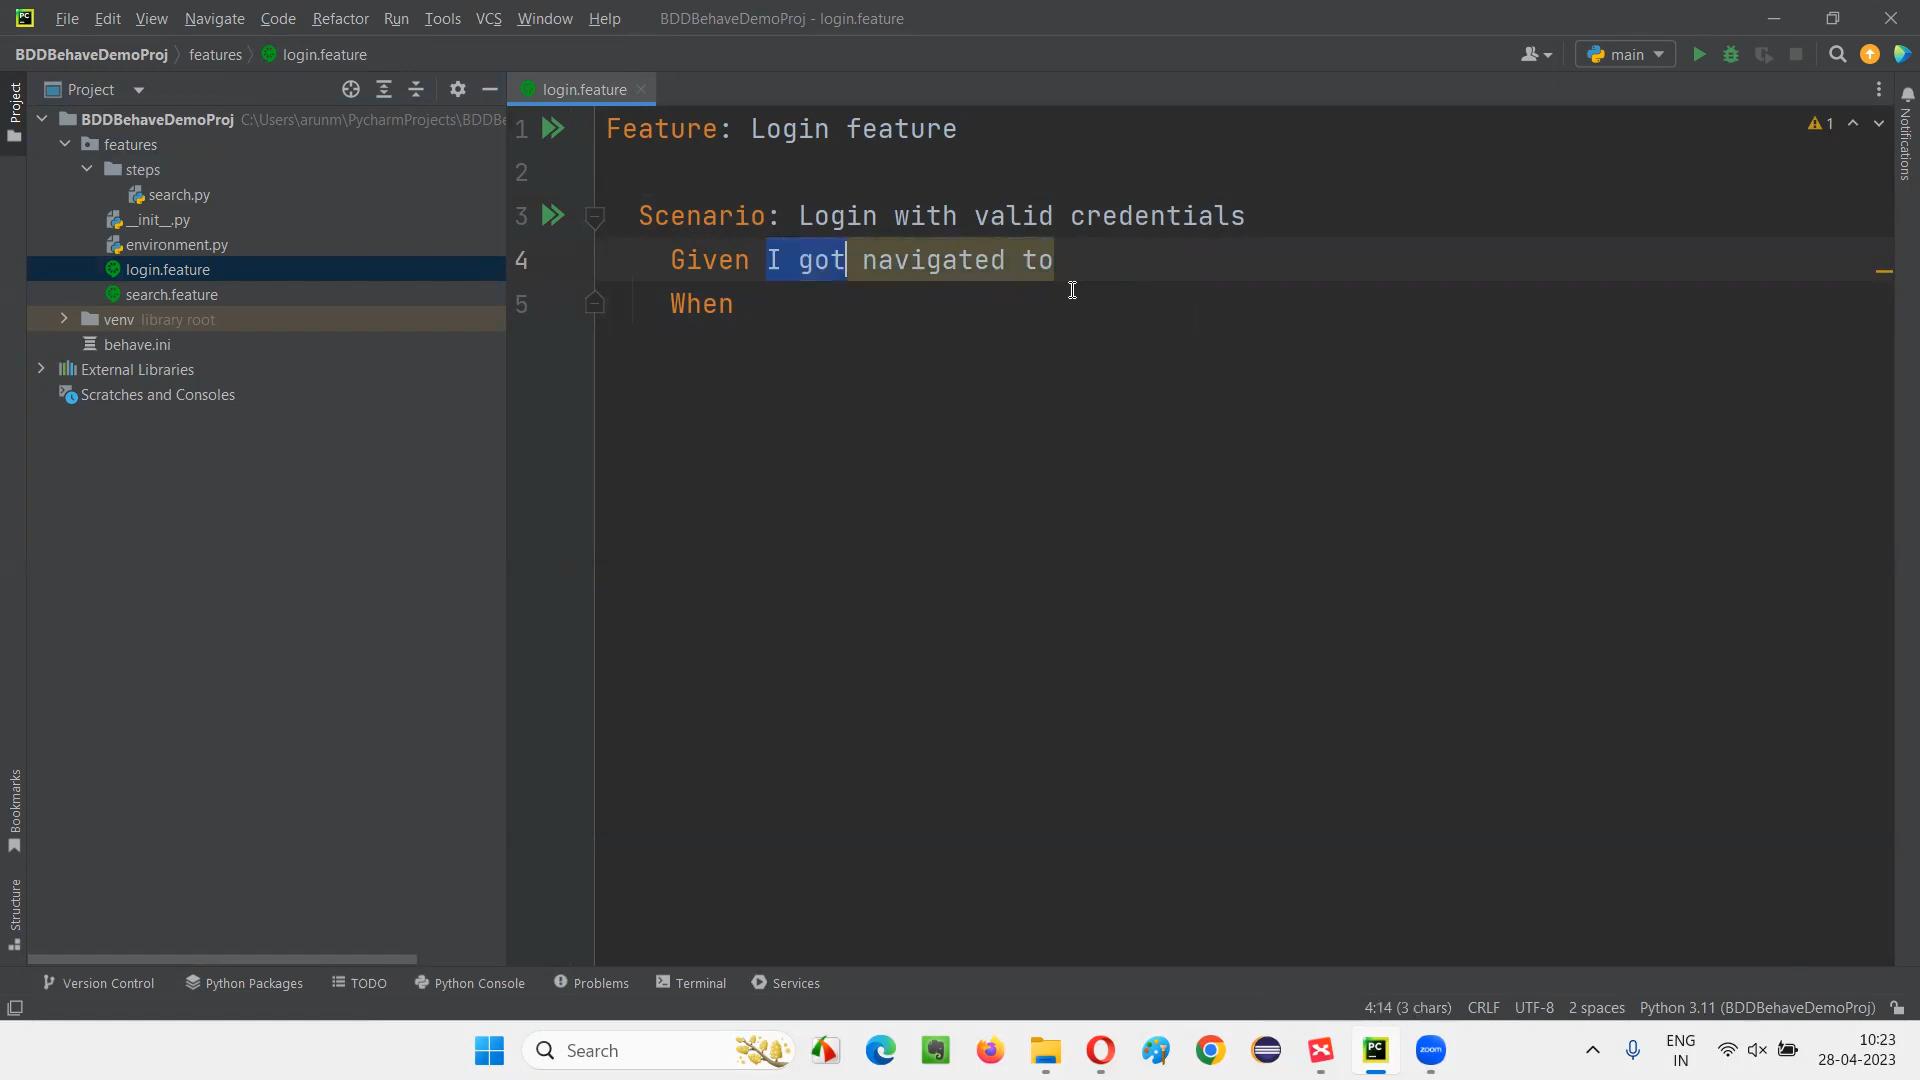 File Edit View Navigate Code Refactor Run Tools VCS Window Help BDDBehaveDemoProj - login.feature
BDDBehaveDemoProj features login.feature
main
Project
login.feature
Project
Notifications
Bookmarks
Structure
BDDBehaveDemoProj C:\Users\arunm\PycharmProjects\BDDBe
features
steps
search.py
__init__.py
environment.py
login.feature
search.feature
venv library root
behave.ini
External Libraries
Scratches and Consoles
1 Feature: Login feature
2
3 Scenario: Login with valid credentials
4 Given I got navigated to
5 When
1
Version Control Python Packages TODO Python Console Problems Terminal Services
4:14 (3 chars) CRLF UTF-8 2 spaces Python 3.11 (BDDBehaveDemoProj)
Search
PC
zoom
ENG
IN
10:23
28-04-2023